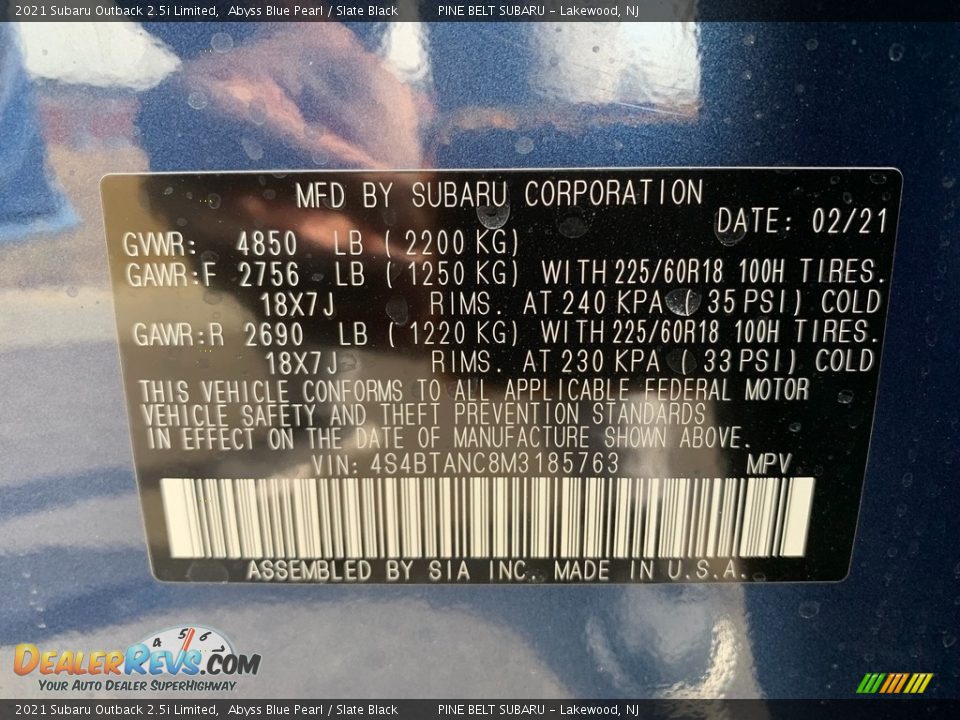 2021 Subaru Outback 2.5i Limited, Abyss Blue Pearl / Slate Black PINE BELT SUBARU - Lakewood, NJ
MFD BY SUBARU CORPORATION
DATE: 02/21
GVWR: 4850 LB ( 2200 KG)
GAWR:F 2756 LB ( 1250 KG) WITH 225/60R18 100H TIRES.
18X7J RIMS. AT 240 KPA ( 35 PSI) COLD
GAWR:R 2690 LB ( 1220 KG) WITH 225/60R18 100H TIRES.
18X7J RIMS. AT 230 KPA ( 33 PSI) COLD
THIS VEHICLE CONFORMS TO ALL APPLICABLE FEDERAL MOTOR
VEHICLE SAFETY AND THEFT PREVENTION STANDARDS
IN EFFECT ON THE DATE OF MANUFACTURE SHOWN ABOVE.
VIN: 4S4BTANC8M3185763 MPV
ASSEMBLED BY SIA INC. MADE IN U.S.A.
4 5 6
DEALERREVS.COM
YOUR AUTO DEALER SUPERHIGHWAY
2021 Subaru Outback 2.5i Limited, Abyss Blue Pearl / Slate Black PINE BELT SUBARU - Lakewood, NJ